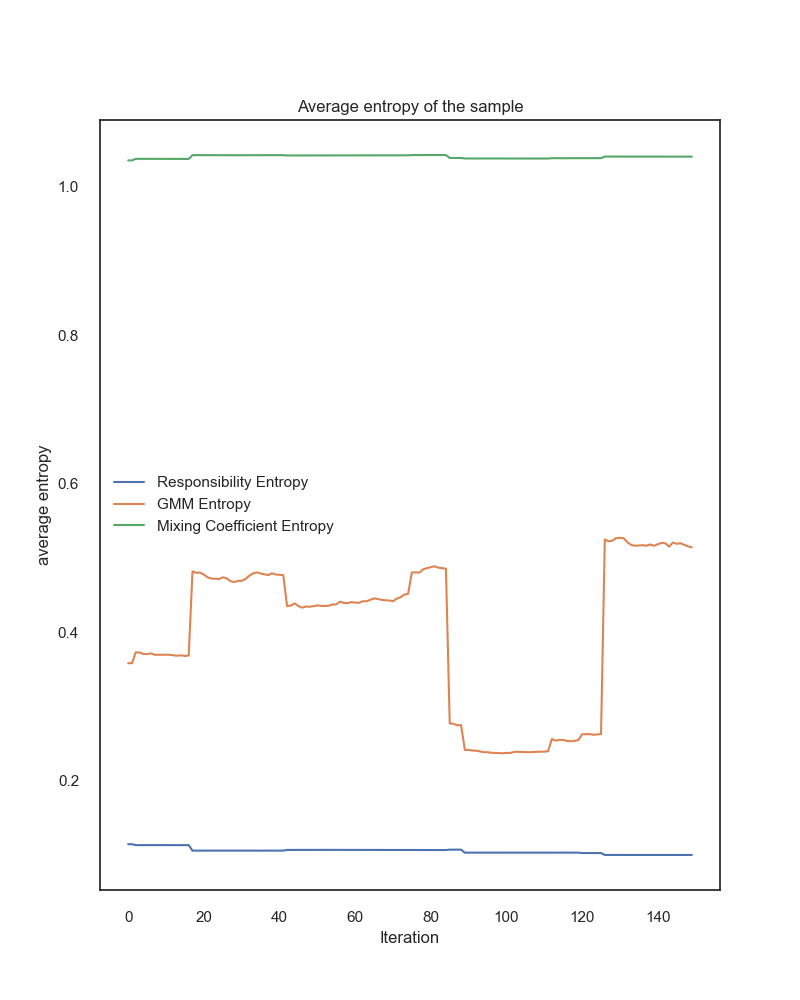 Average entropy of the sample
1.0
0.8
0.6
0.4
0.2
average entropy
Responsibility Entropy
GMM Entropy
Mixing Coefficient Entropy
0 20 40 60 80 100 120 140
Iteration